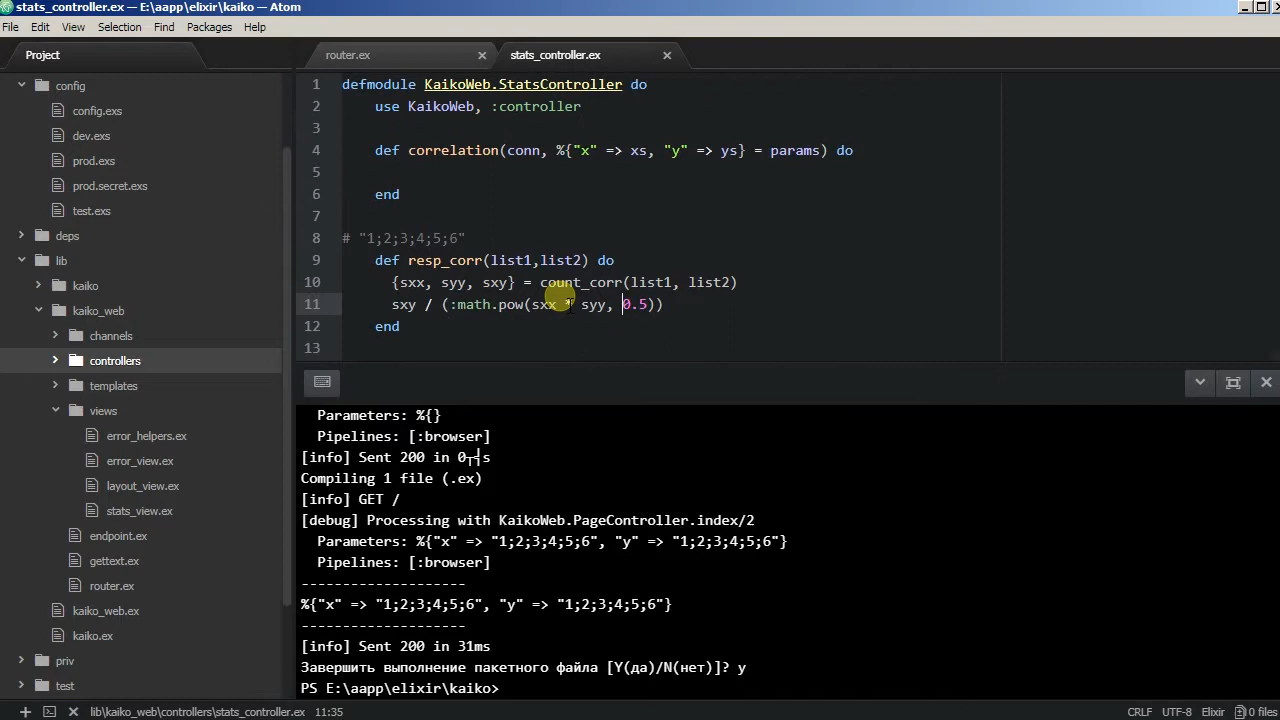 stats_controller.ex — E:\aapp\elixir\kaiko — Atom
File Edit View Selection Find Packages Help
Project
router.ex
stats_controller.ex
config
config.exs
dev.exs
prod.exs
prod.secret.exs
test.exs
deps
lib
kaiko
kaiko_web
channels
controllers
templates
views
error_helpers.ex
error_view.ex
layout_view.ex
stats_view.ex
endpoint.ex
gettext.ex
router.ex
kaiko_web.ex
kaiko.ex
priv
test
1 defmodule KaikoWeb.StatsController do
2 use KaikoWeb, :controller
3
4 def correlation(conn, %{"x" => xs, "y" => ys} = params) do
5
6 end
7
8 # "1;2;3;4;5;6"
9 def resp_corr(list1,list2) do
10 {sxx, syy, sxy} = count_corr(list1, list2)
11 sxy / (:math.pow(sxx * syy, 0.5))
12 end
13
Parameters: %{}
Pipelines: [:browser]
[info] Sent 200 in 0┬╡s
Compiling 1 file (.ex)
[info] GET /
[debug] Processing with KaikoWeb.PageController.index/2
Parameters: %{"x" => "1;2;3;4;5;6", "y" => "1;2;3;4;5;6"}
Pipelines: [:browser]
--------------------
%{"x" => "1;2;3;4;5;6", "y" => "1;2;3;4;5;6"}
--------------------
[info] Sent 200 in 31ms
Завершить выполнение пакетного файла [Y(да)/N(нет)]? y
PS E:\aapp\elixir\kaiko>
lib\kaiko_web\controllers\stats_controller.ex 11:35 CRLF UTF-8 Elixir 0 files